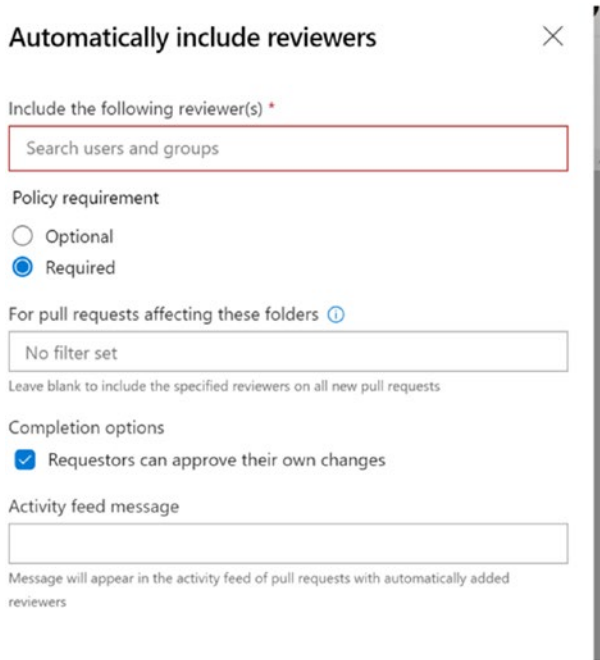 Automatically include reviewers
Include the following reviewer(s) *
Search users and groups
Policy requirement
Optional
Required
For pull requests affecting these folders
No filter set
Leave blank to include the specified reviewers on all new pull requests
Completion options
Requestors can approve their own changes
Activity feed message
Message will appear in the activity feed of pull requests with automatically added
reviewers